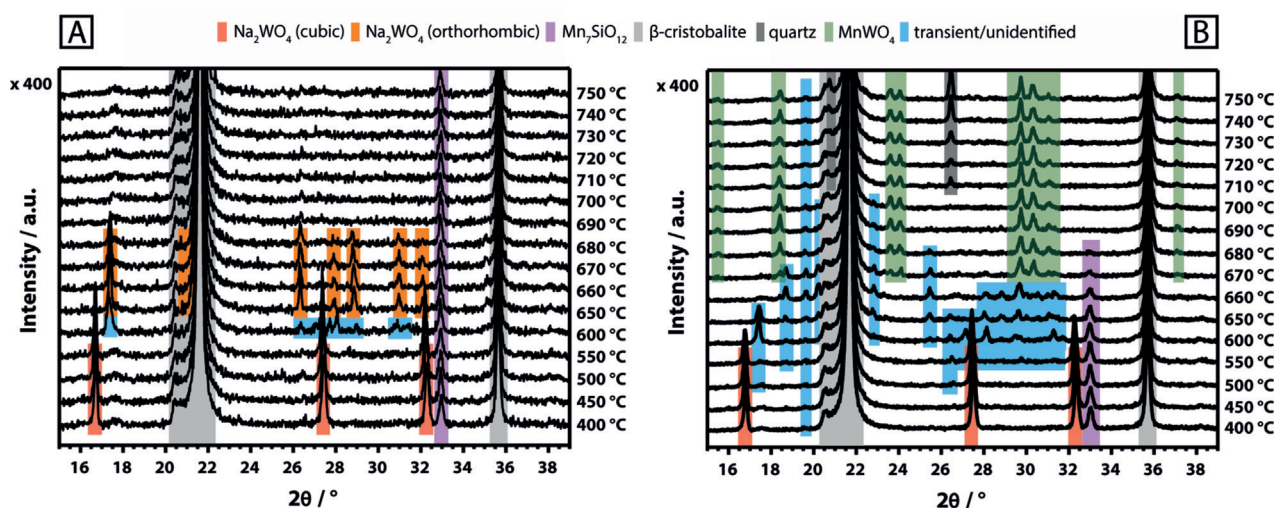 A
Na₂WO₄ (cubic) Na₂WO₄ (orthorhombic) Mn₇SiO₁₂ β-cristobalite quartz MnWO₄ transient/unidentified
B
x 400
750 °C
740 °C
730 °C
720 °C
710 °C
700 °C
690 °C
680 °C
670 °C
660 °C
650 °C
600 °C
550 °C
500 °C
450 °C
400 °C
Intensity / a.u.
16 18 20 22 24 26 28 30 32 34 36 38
2θ / °
x 400
750 °C
740 °C
730 °C
720 °C
710 °C
700 °C
690 °C
680 °C
670 °C
660 °C
650 °C
600 °C
550 °C
500 °C
450 °C
400 °C
Intensity / a.u.
16 18 20 22 24 26 28 30 32 34 36 38
2θ / °